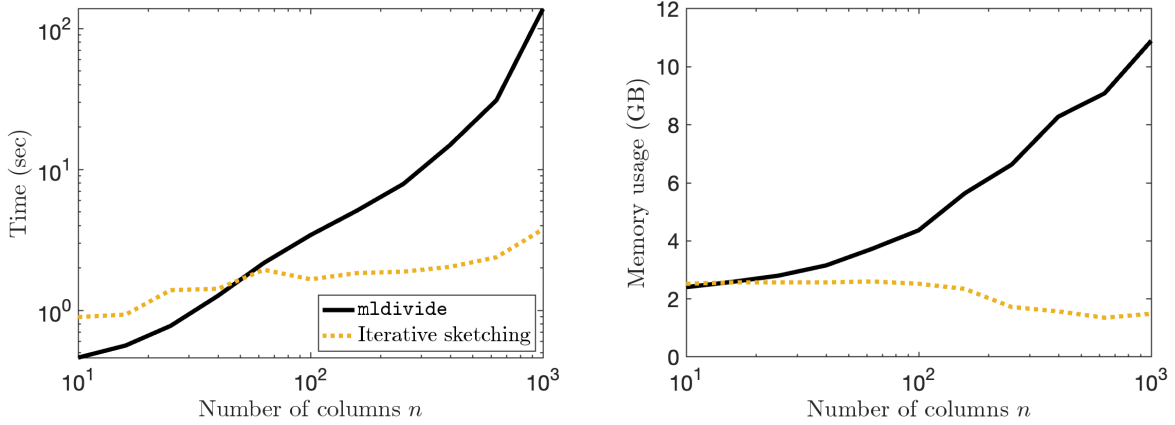 10²
10¹
10⁰
Time (sec)
mldivide
Iterative sketching
10¹
10²
10³
Number of columns n
12
10
8
6
4
2
0
Memory usage (GB)
10¹
10²
10³
Number of columns n